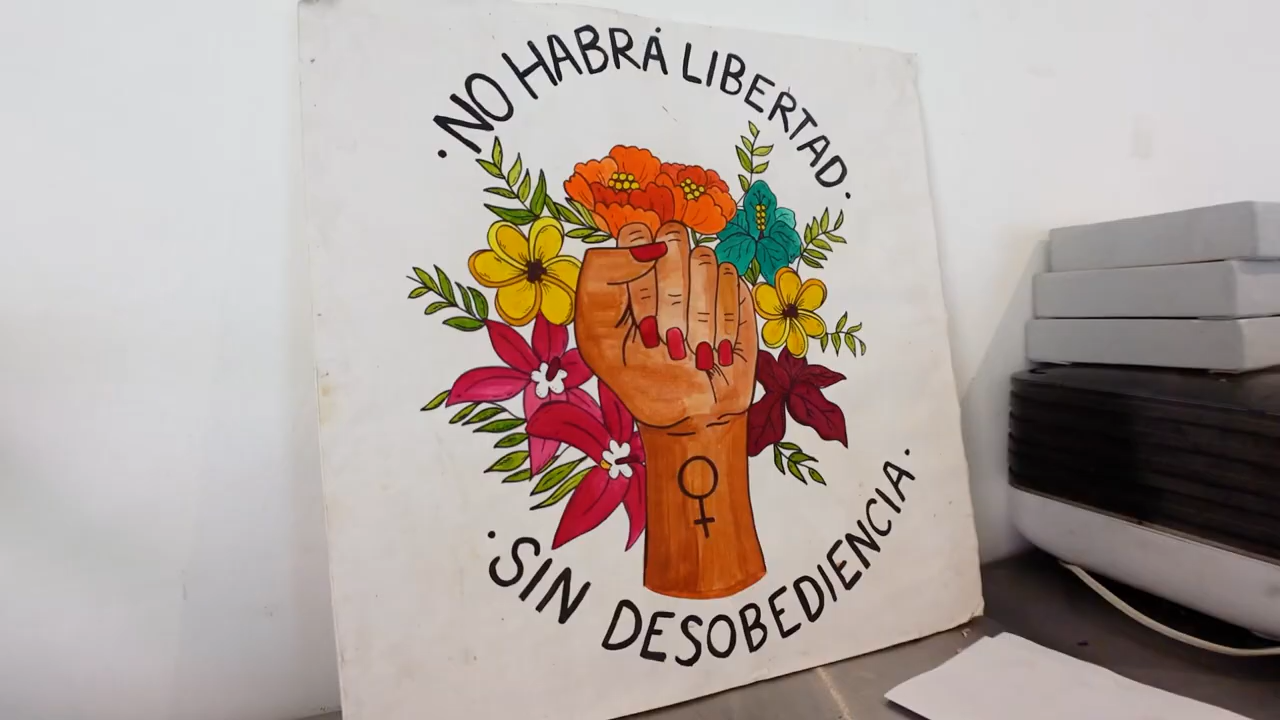 · NO HABRÁ LIBERTAD ·
· SIN DESOBEDIENCIA ·